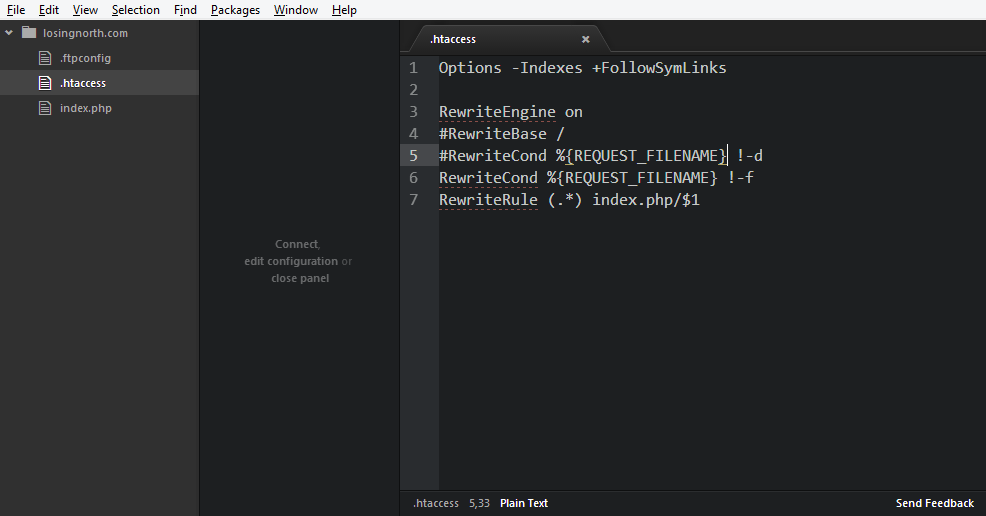 File Edit View Selection Find Packages Window Help
losingnorth.com
.ftpconfig
.htaccess
index.php
Connect,
edit configuration or
close panel
.htaccess ×
1 Options -Indexes +FollowSymLinks
2
3 RewriteEngine on
4 #RewriteBase /
5 #RewriteCond %{REQUEST_FILENAME} !-d
6 RewriteCond %{REQUEST_FILENAME} !-f
7 RewriteRule (.*) index.php/$1
.htaccess 5,33 Plain Text Send Feedback